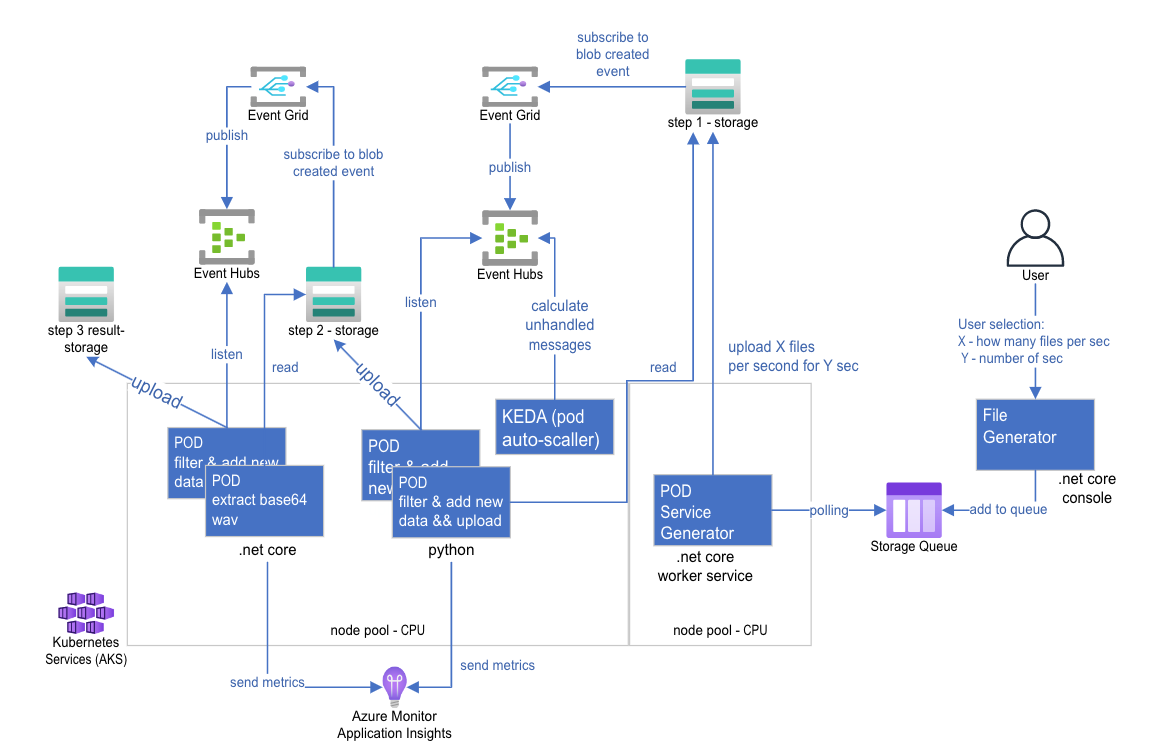 subscribe to
blob created
event
Event Grid
Event Grid
step 1 - storage
publish
subscribe to blob
created event
publish
Event Hubs
Event Hubs
User
step 3 result-
storage
step 2 - storage
listen
calculate
unhandled
messages
User selection:
X - how many files per sec
Y - number of sec
listen
read
read
upload X files
per second for Y sec
upload
upload
KEDA (pod
auto-scaller)
File
Generator
.net core
console
POD
filter & add new
data
POD
extract base64
wav
.net core
POD
filter & add
new
POD
filter & add new
data && upload
python
POD
Service
Generator
.net core
worker service
polling
add to queue
Storage Queue
Kubernetes
Services (AKS)
node pool - CPU
node pool - CPU
send metrics
send metrics
Azure Monitor
Application Insights